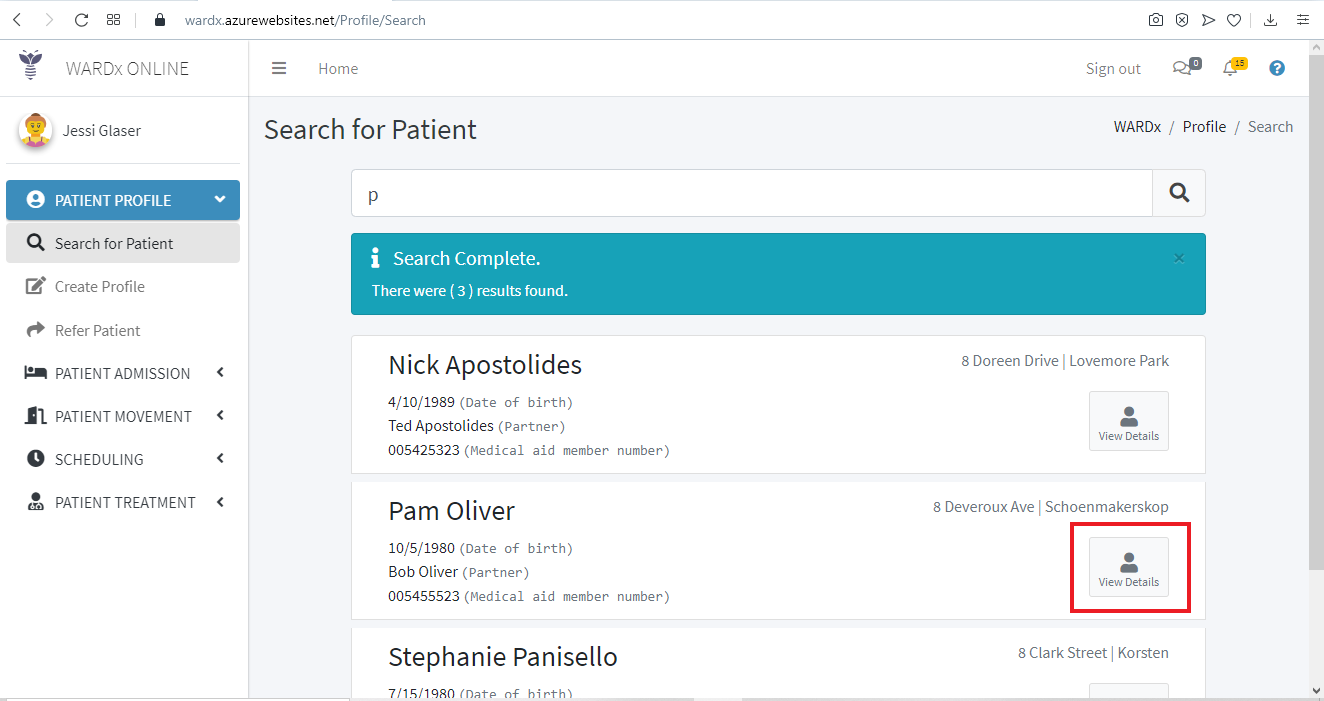 wardx.azurewebsites.net/Profile/Search
WARDx ONLINE
Home
Sign out
0
15
?
Jessi Glaser
Search for Patient
WARDx / Profile / Search
PATIENT PROFILE
Search for Patient
Create Profile
Refer Patient
PATIENT ADMISSION
PATIENT MOVEMENT
SCHEDULING
PATIENT TREATMENT
p
Search Complete.
×
There were ( 3 ) results found.
Nick Apostolides
8 Doreen Drive | Lovemore Park
4/10/1989 (Date of birth)
Ted Apostolides (Partner)
005425323 (Medical aid member number)
View Details
Pam Oliver
8 Deveroux Ave | Schoenmakerskop
10/5/1980 (Date of birth)
Bob Oliver (Partner)
005455523 (Medical aid member number)
View Details
Stephanie Panisello
8 Clark Street | Korsten
7/15/1980 (Date of birth)